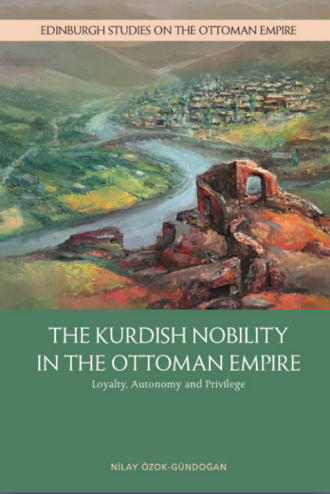 EDINBURGH STUDIES ON THE OTTOMAN EMPIRE
THE KURDISH NOBILITY
IN THE OTTOMAN EMPIRE
Loyalty, Autonomy and Privilege
NİLAY ÖZOK-GÜNDOĞAN